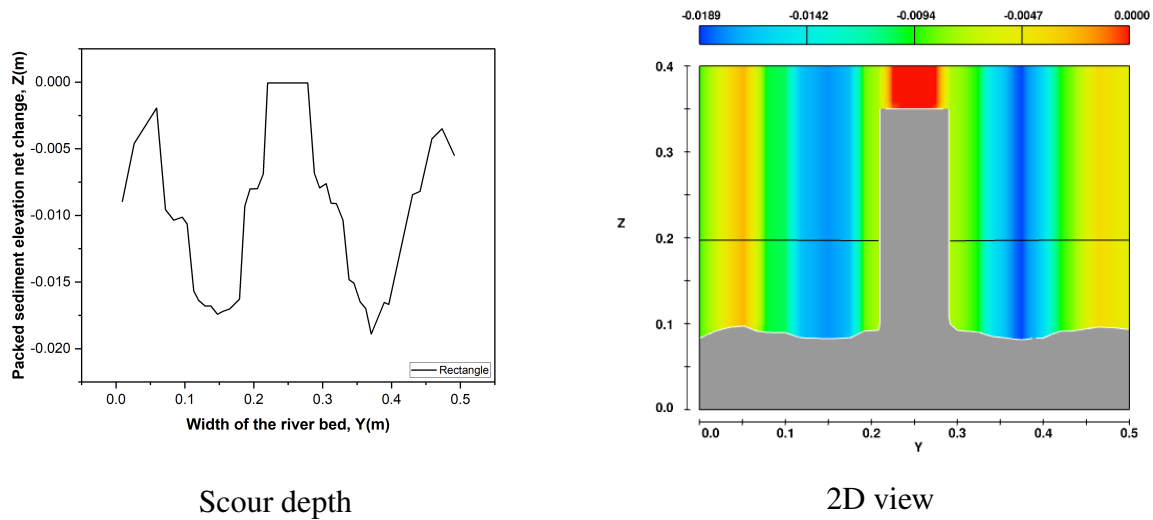 0.000
-0.005
-0.010
-0.015
-0.020
Packed sediment elevation net change, Z(m)
Rectangle
0.0 0.1 0.2 0.3 0.4 0.5
Width of the river bed, Y(m)
Scour depth
-0.0189 -0.0142 -0.0094 -0.0047 0.0000
0.4
0.3
0.2
0.1
0.0
Z
0.0 0.1 0.2 0.3 0.4 0.5
Y
2D view